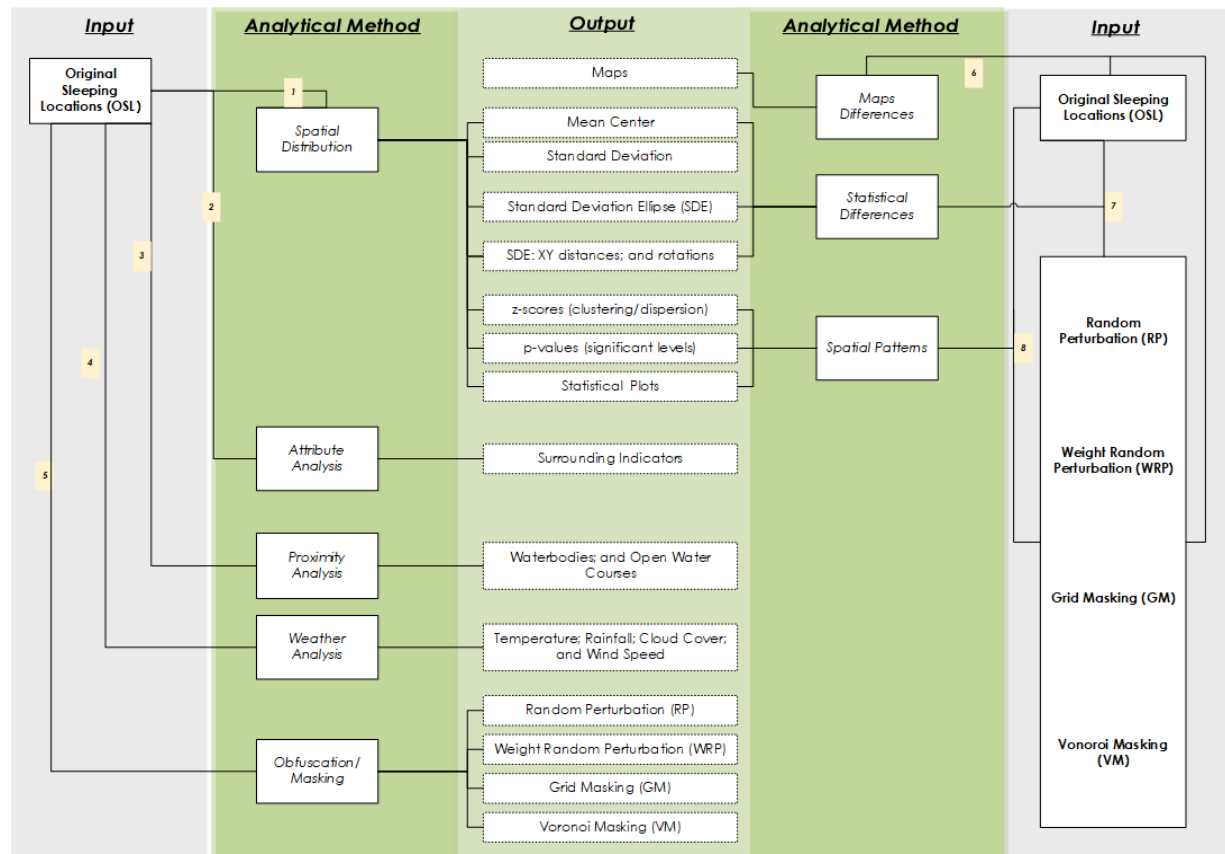 Input
Analytical Method
Output
Analytical Method
Input
Original
Sleeping
Locations (OSL)
1
2
3
4
5
Spatial
Distribution
Attribute
Analysis
Proximity
Analysis
Weather
Analysis
Obfuscation/
Masking
Maps
Mean Center
Standard Deviation
Standard Deviation Ellipse (SDE)
SDE: XY distances; and rotations
z-scores (clustering/dispersion)
p-values (significant levels)
Statistical Plots
Surrounding Indicators
Waterbodies; and Open Water
Courses
Temperature; Rainfall; Cloud Cover;
and Wind Speed
Random Perturbation (RP)
Weight Random Perturbation (WRP)
Grid Masking (GM)
Voronoi Masking (VM)
Maps
Differences
Statistical
Differences
Spatial Patterns
6
7
8
Original Sleeping
Locations (OSL)
Random
Perturbation (RP)
Weight Random
Perturbation (WRP)
Grid Masking (GM)
Vonoroi Masking
(VM)